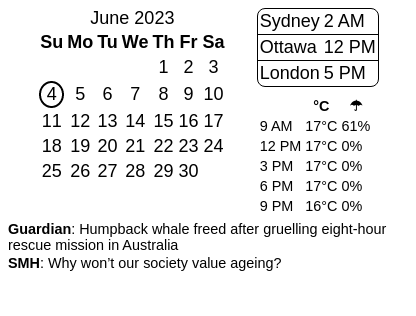 June 2023
Su Mo Tu We Th Fr Sa
1 2 3
4 5 6 7 8 9 10
11 12 13 14 15 16 17
18 19 20 21 22 23 24
25 26 27 28 29 30
Sydney 2 AM
Ottawa 12 PM
London 5 PM
°C ☂
9 AM 17°C 61%
12 PM 17°C 0%
3 PM 17°C 0%
6 PM 17°C 0%
9 PM 16°C 0%
Guardian: Humpback whale freed after gruelling eight-hour
rescue mission in Australia
SMH: Why won’t our society value ageing?